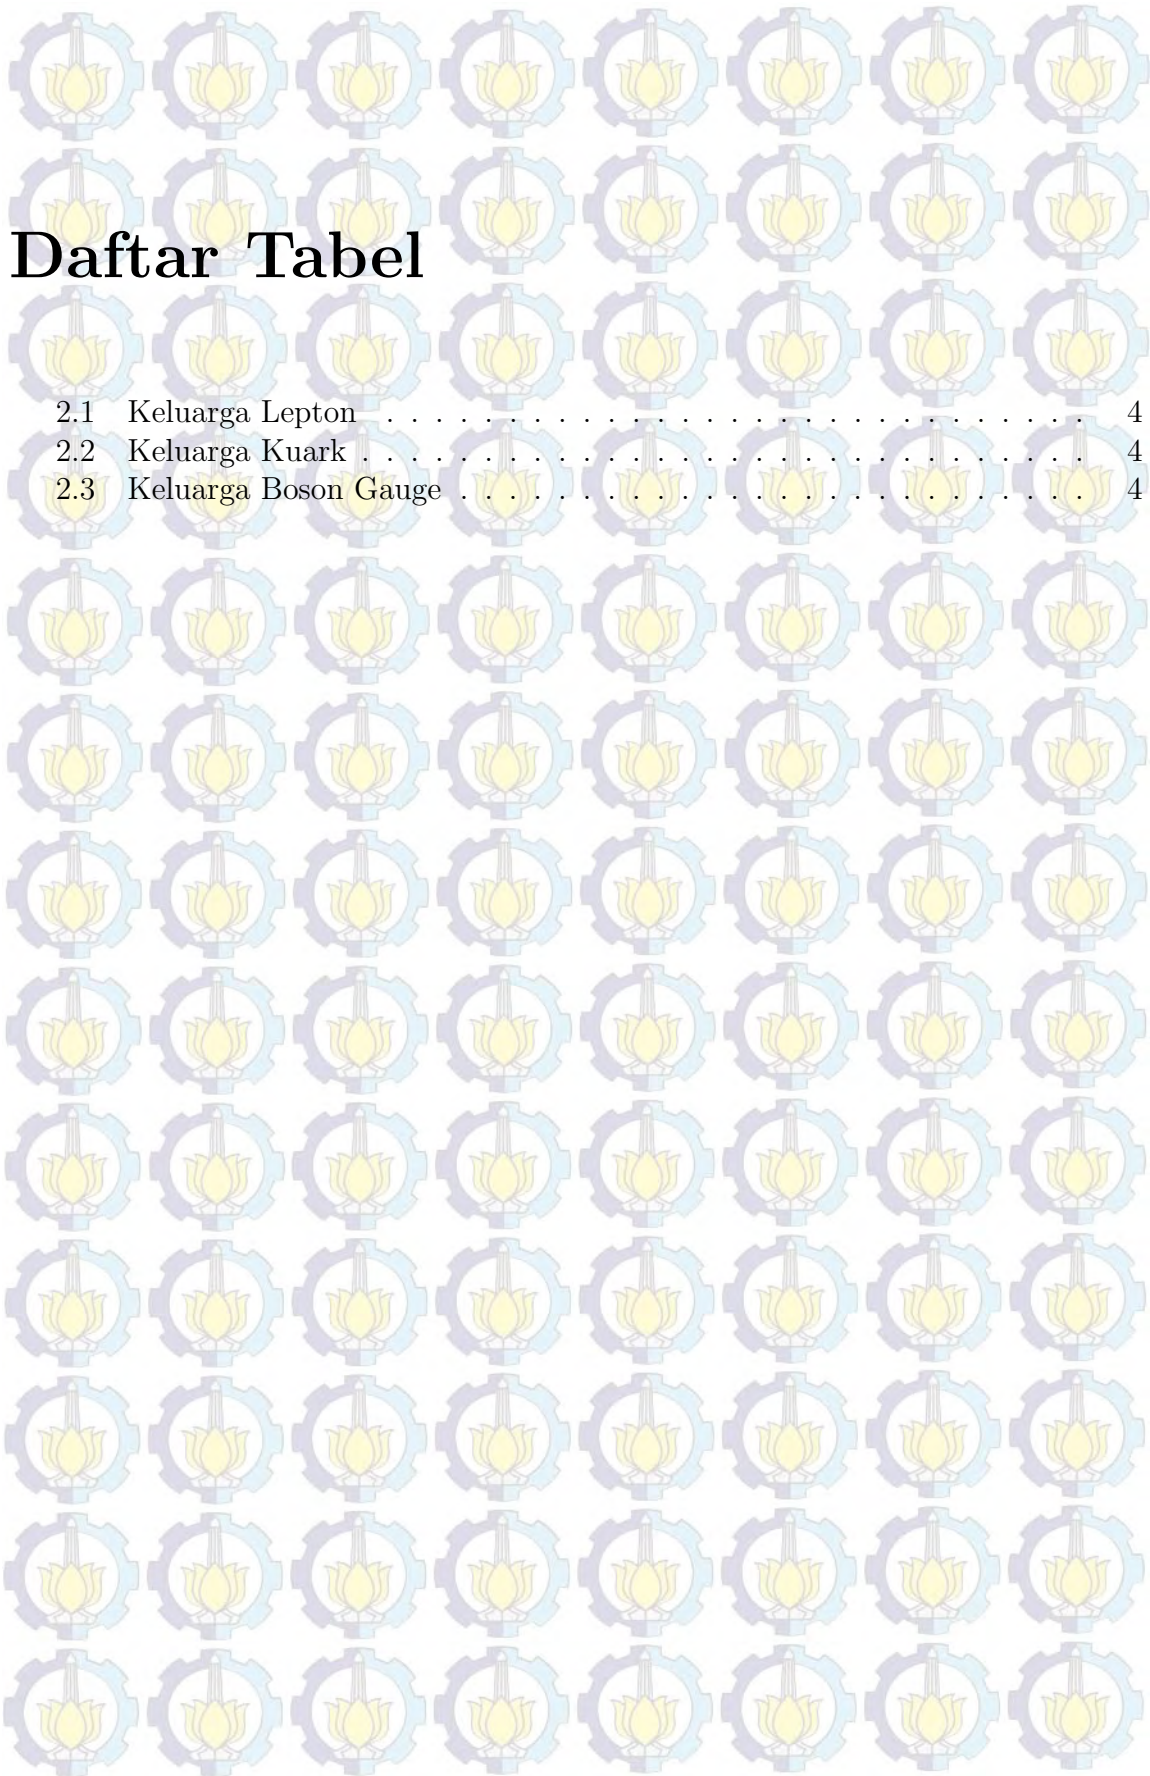 Daftar Tabel
2.1 Keluarga Lepton . . . . . . . . . . . . . . . . . . . . . . . . . . . . . 4
2.2 Keluarga Kuark . . . . . . . . . . . . . . . . . . . . . . . . . . . . . . 4
2.3 Keluarga Boson Gauge . . . . . . . . . . . . . . . . . . . . . . . . . . 4